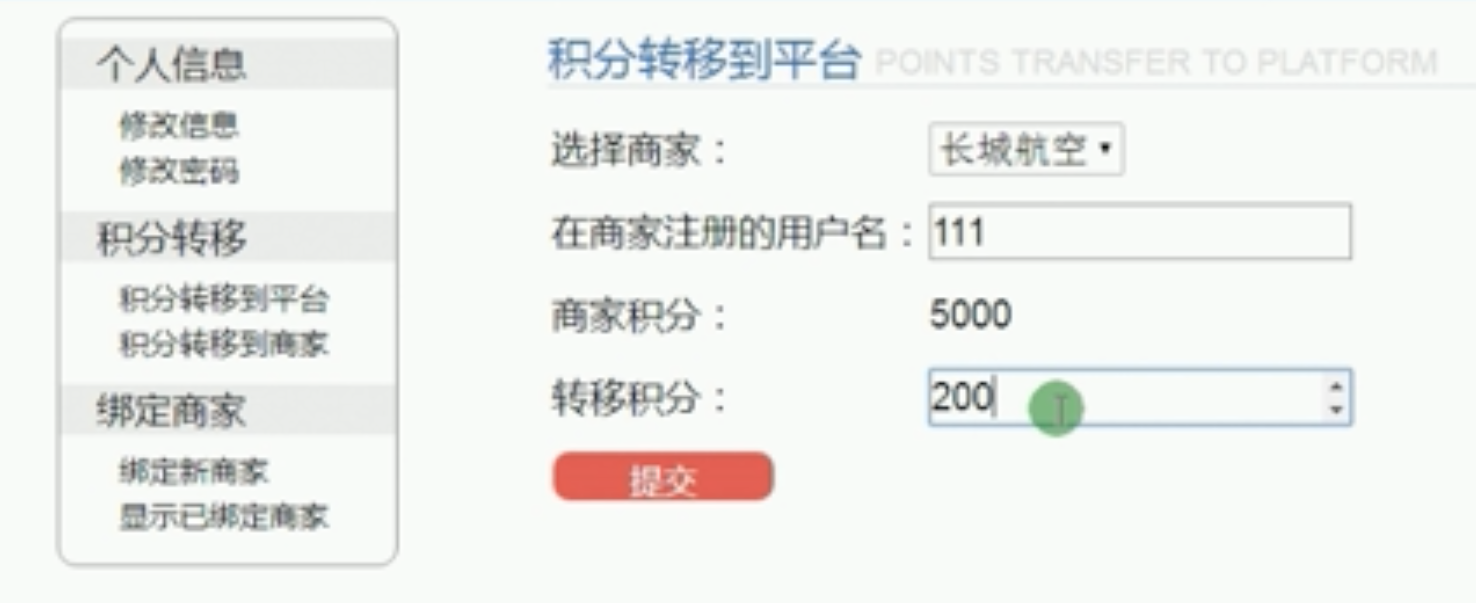 个人信息
修改信息
修改密码
积分转移
积分转移到平台
积分转移到商家
绑定商家
绑定新商家
显示已绑定商家
积分转移到平台 POINTS TRANSFER TO PLATFORM
选择商家： 长城航空
在商家注册的用户名： 111
商家积分： 5000
转移积分： 200
提交